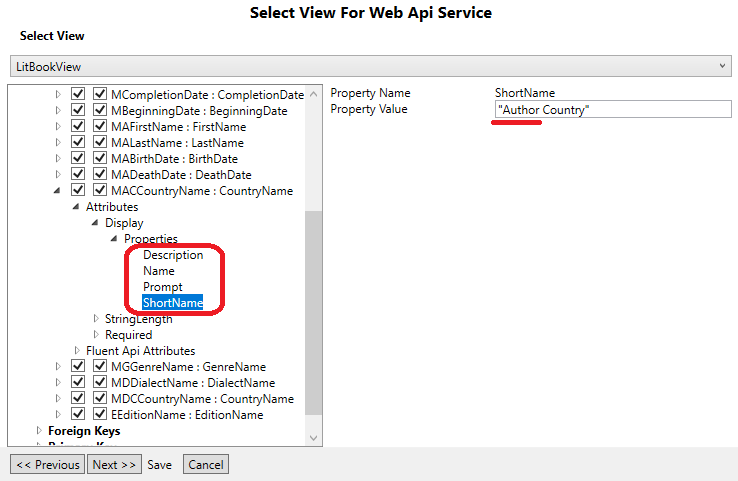 Select View For Web Api Service
Select View
LitBookView
MCompletionDate : CompletionDate
MBeginningDate : BeginningDate
MAFirstName : FirstName
MALastName : LastName
MABirthDate : BirthDate
MADeathDate : DeathDate
MACCountryName : CountryName
Attributes
Display
Properties
Description
Name
Prompt
ShortName
StringLength
Required
Fluent Api Attributes
MGGenreName : GenreName
MDDialectName : DialectName
MDCCountryName : CountryName
EEditionName : EditionName
Foreign Keys
Property Name ShortName
Property Value "Author Country"
<< Previous Next >> Save Cancel